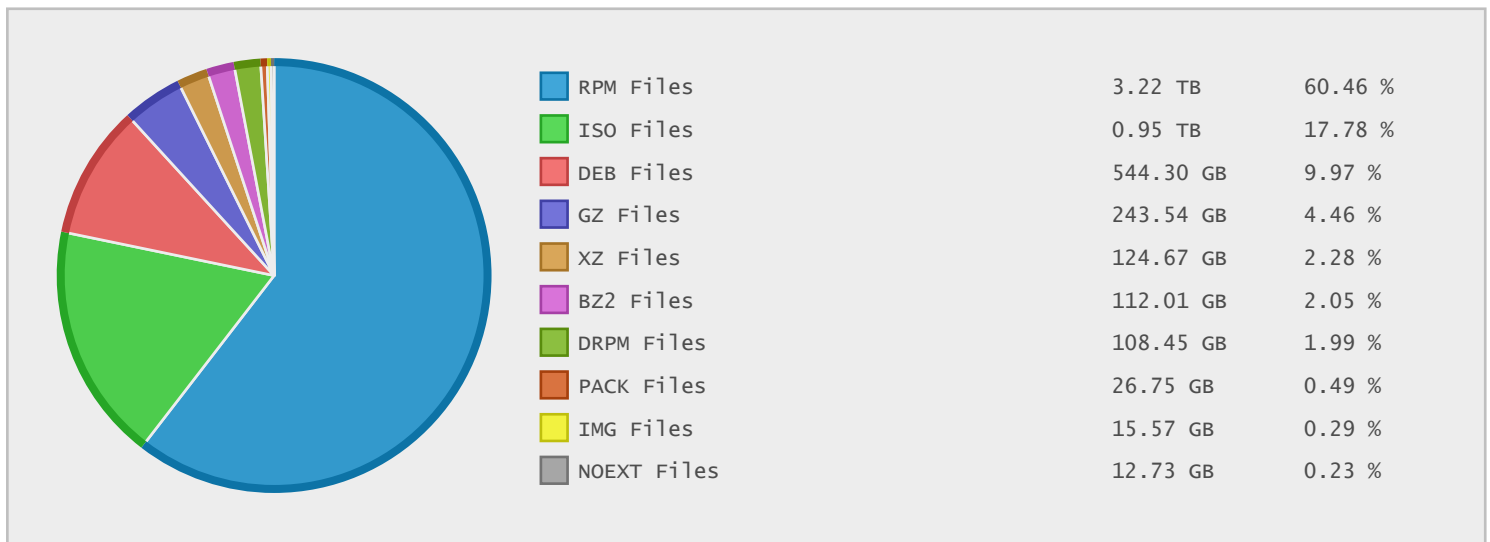 RPM Files 3.22 TB 60.46 %
ISO Files 0.95 TB 17.78 %
DEB Files 544.30 GB 9.97 %
GZ Files 243.54 GB 4.46 %
XZ Files 124.67 GB 2.28 %
BZ2 Files 112.01 GB 2.05 %
DRPM Files 108.45 GB 1.99 %
PACK Files 26.75 GB 0.49 %
IMG Files 15.57 GB 0.29 %
NOEXT Files 12.73 GB 0.23 %